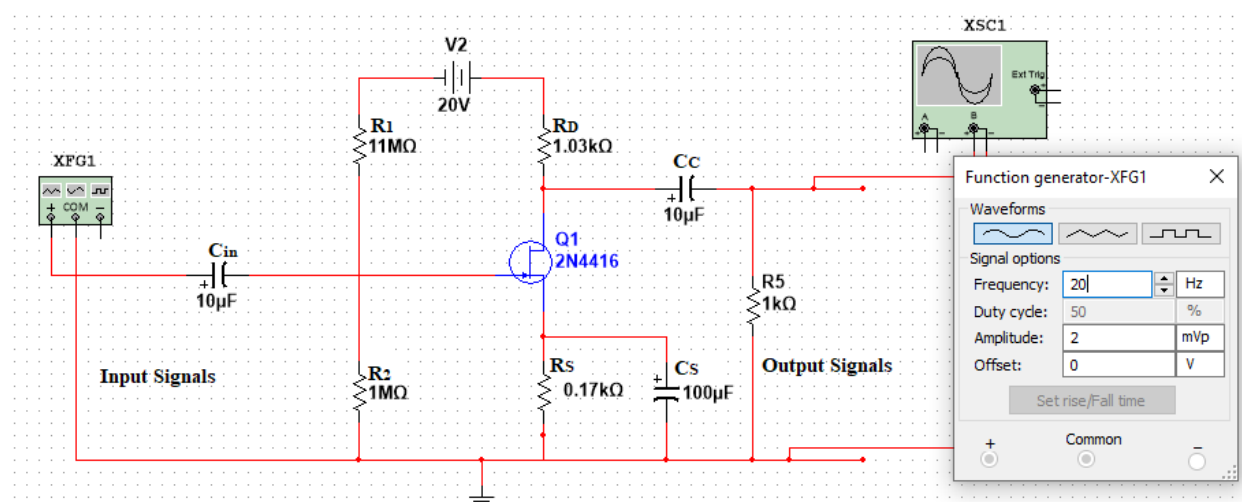 XSC1
V2
20V
Ext Trig
+
−
A
B
+
−
+
−
R1
11MΩ
RD
1.03kΩ
XFG1
+
COM
−
CC
+
10µF
Cin
+
10µF
Q1
2N4416
R5
1kΩ
Input Signals
R2
1MΩ
RS
0.17kΩ
CS
+
100µF
Output Signals
Function generator-XFG1
Waveforms
Signal options
Frequency: 20 Hz
Duty cycle: 50 %
Amplitude: 2 mVp
Offset: 0 V
Set rise/Fall time
+ Common −